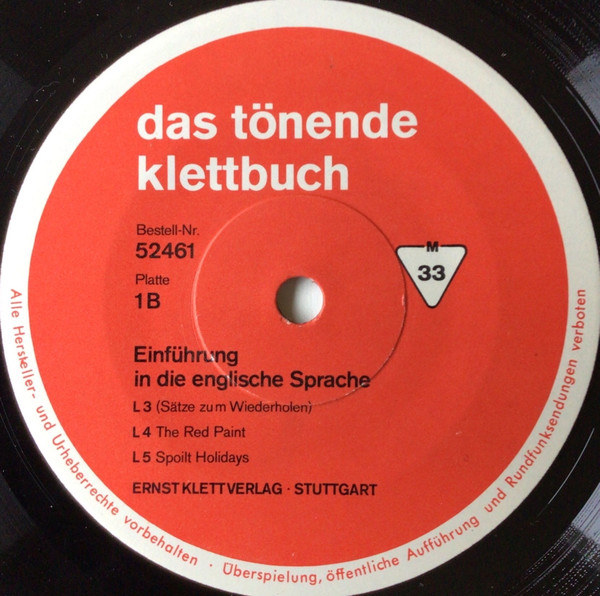 das tönende
klettbuch
Bestell-Nr.
52461
Platte
1B
M
33
Einführung
in die englische Sprache
L 3 (Sätze zum Wiederholen)
L 4 The Red Paint
L 5 Spoilt Holidays
ERNST KLETT VERLAG · STUTTGART
Alle Hersteller- und Urheberrechte vorbehalten · Überspielung, öffentliche Aufführung und Rundfunksendungen verboten